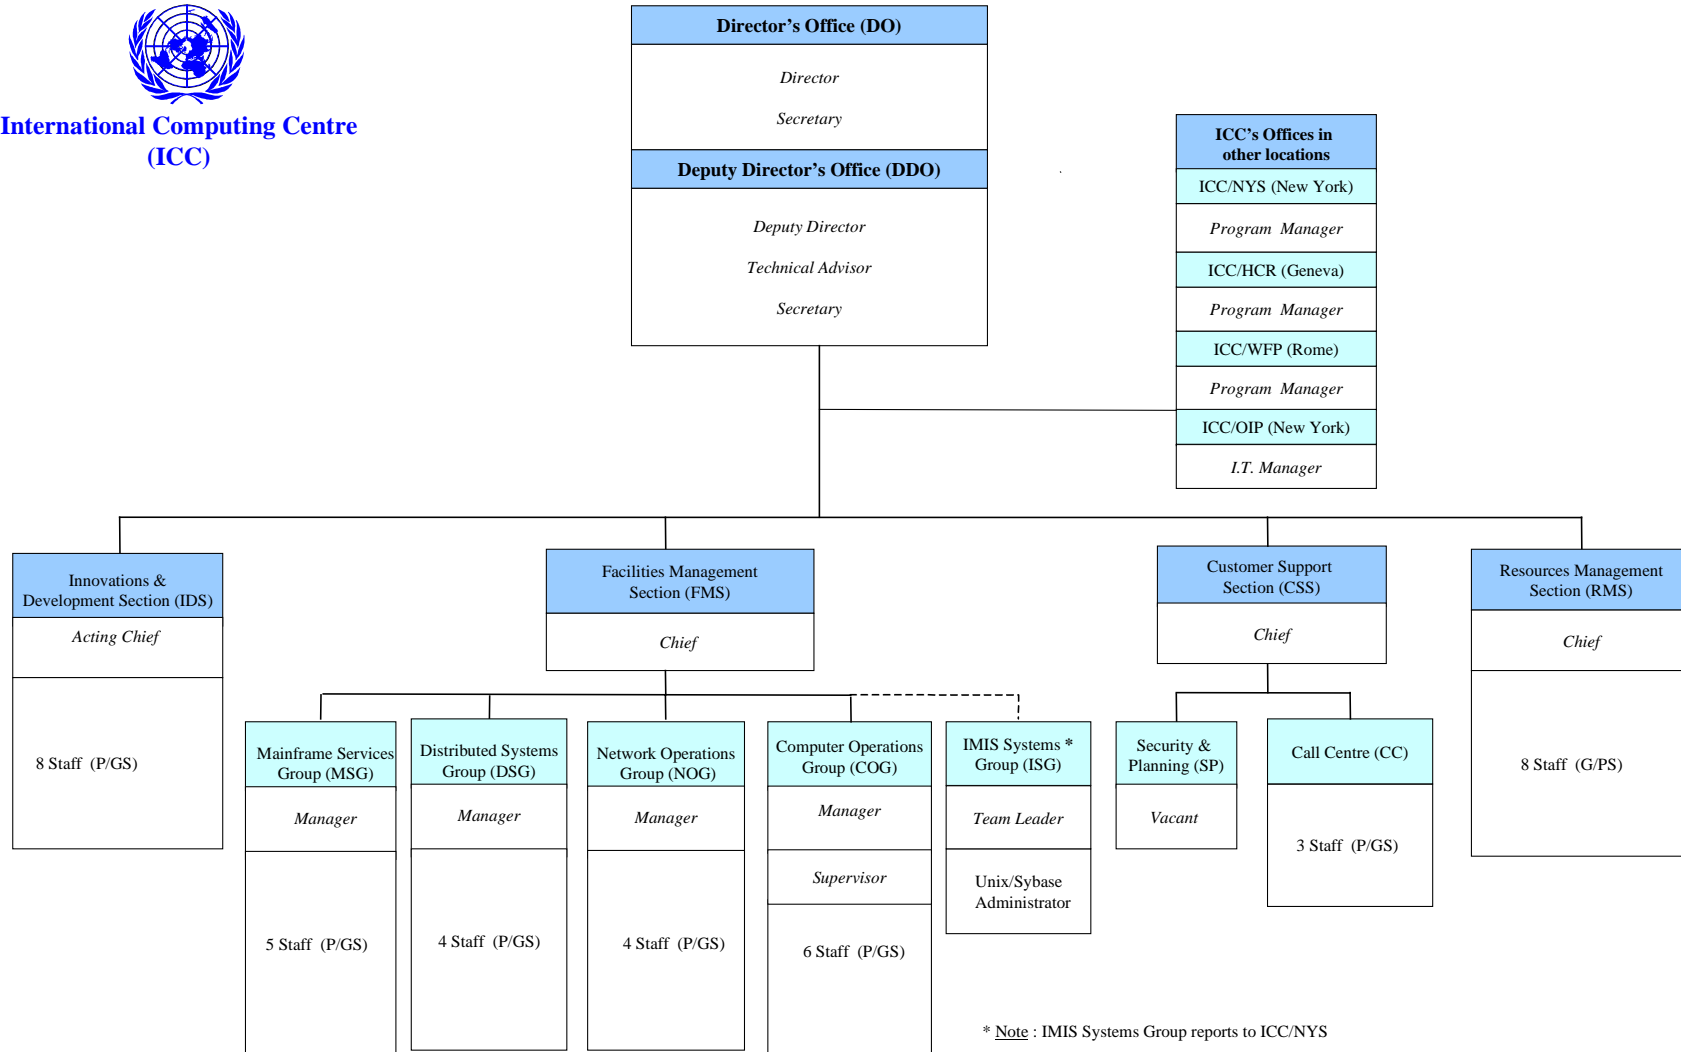 International Computing Centre
(ICC)
Director's Office (DO)
Director
Secretary
Deputy Director's Office (DDO)
Deputy Director
Technical Advisor
Secretary
ICC's Offices in
other locations
ICC/NYS (New York)
Program Manager
ICC/HCR (Geneva)
Program Manager
ICC/WFP (Rome)
Program Manager
ICC/OIP (New York)
I.T. Manager
Innovations &
Development Section (IDS)
Acting Chief
8 Staff (P/GS)
Facilities Management
Section (FMS)
Chief
Mainframe Services
Group (MSG)
Manager
5 Staff (P/GS)
Distributed Systems
Group (DSG)
Manager
4 Staff (P/GS)
Network Operations
Group (NOG)
Manager
4 Staff (P/GS)
Computer Operations
Group (COG)
Manager
Supervisor
6 Staff (P/GS)
IMIS Systems *
Group (ISG)
Team Leader
Unix/Sybase
Administrator
Customer Support
Section (CSS)
Chief
Security &
Planning (SP)
Vacant
Call Centre (CC)
3 Staff (P/GS)
Resources Management
Section (RMS)
Chief
8 Staff (G/PS)
* Note : IMIS Systems Group reports to ICC/NYS